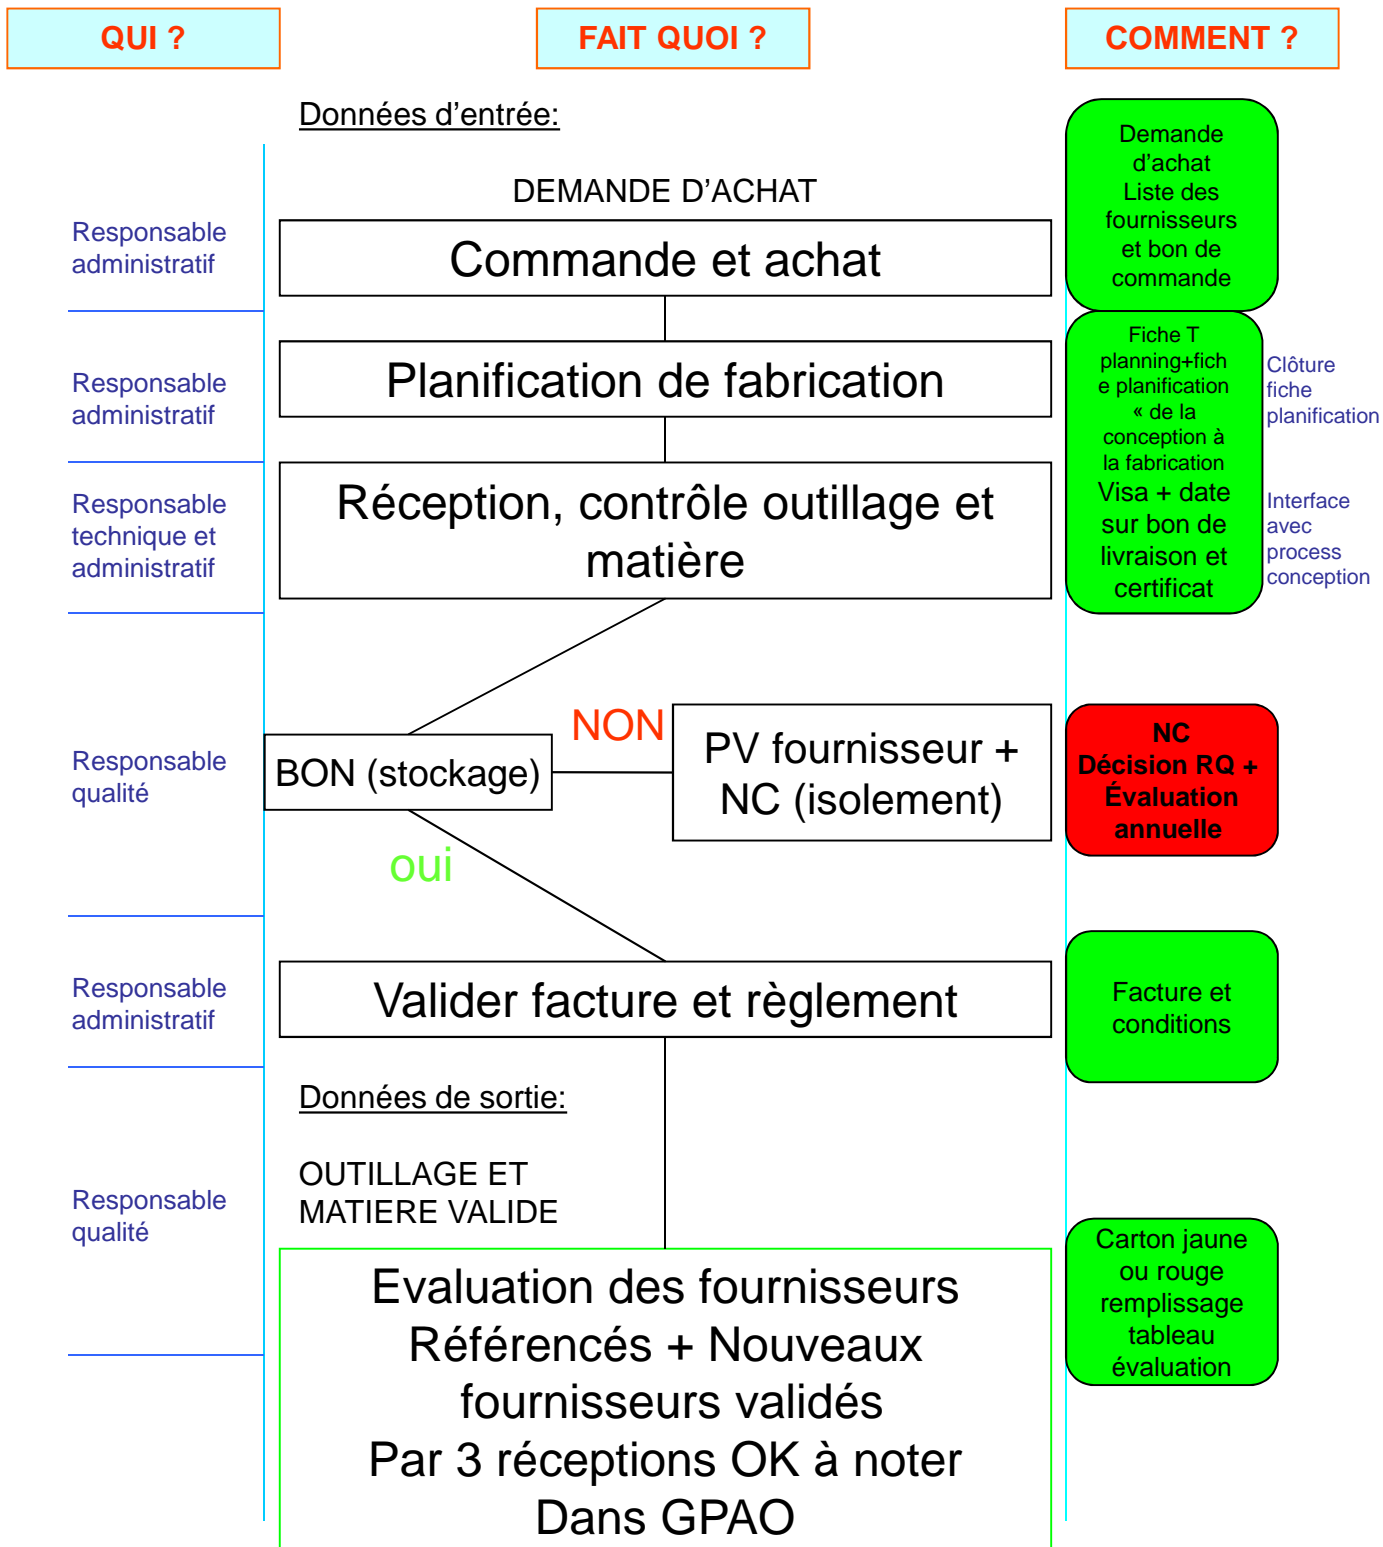 QUI ?
FAIT QUOI ?
COMMENT ?
Données d'entrée:
DEMANDE D'ACHAT
Responsable
administratif
Commande et achat
Demande
d'achat
Liste des
fournisseurs
et bon de
commande
Responsable
administratif
Planification de fabrication
Fiche T
planning+fich
e planification
« de la
conception à
la fabrication
Visa + date
sur bon de
livraison et
certificat
Clôture
fiche
planification
Responsable
technique et
administratif
Réception, contrôle outillage et
matière
Interface
avec
process
conception
Responsable
qualité
BON (stockage)
NON
PV fournisseur +
NC (isolement)
NC
Décision RQ +
Évaluation
annuelle
oui
Responsable
administratif
Valider facture et règlement
Facture et
conditions
Données de sortie:
OUTILLAGE ET
MATIERE VALIDE
Responsable
qualité
Evaluation des fournisseurs
Référencés + Nouveaux
fournisseurs validés
Par 3 réceptions OK à noter
Dans GPAO
Carton jaune
ou rouge
remplissage
tableau
évaluation